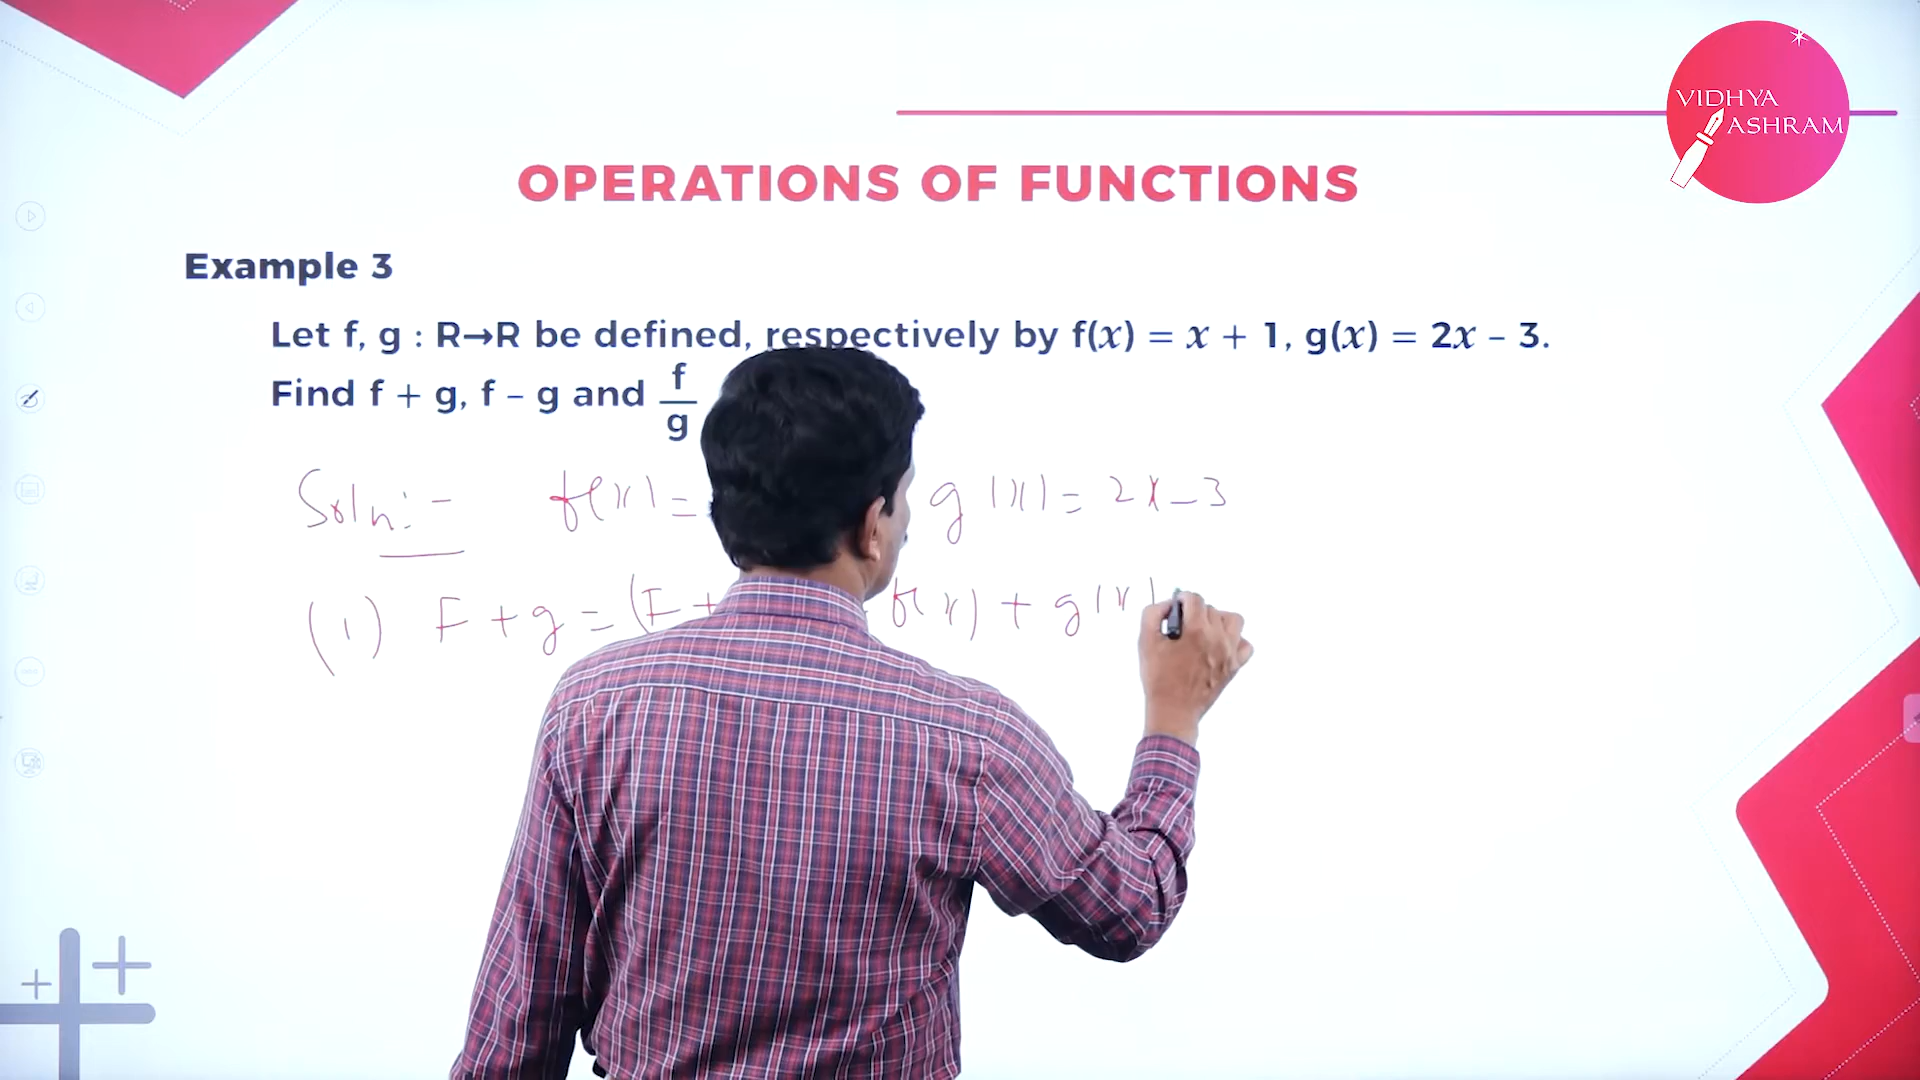 VIDHYA
ASHRAM
OPERATIONS OF FUNCTIONS
Example 3
Let f, g : R→R be defined, respectively by f(x) = x + 1, g(x) = 2x – 3.
Find f + g, f – g and f/g
Soln:- f(x) = g(x) = 2x - 3
(1) F + g = (F + f(x) + g(x)